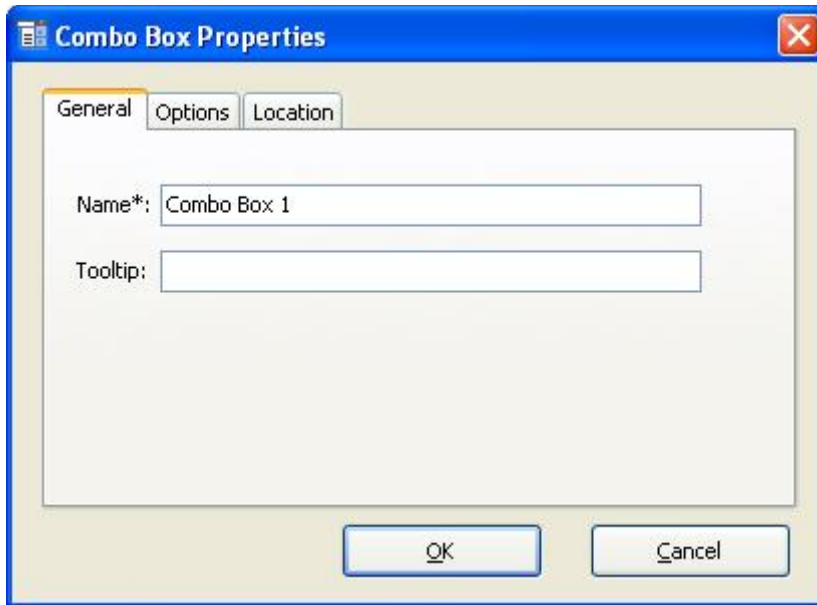 Combo Box Properties
General Options Location
Name*: Combo Box 1
Tooltip:
OK Cancel